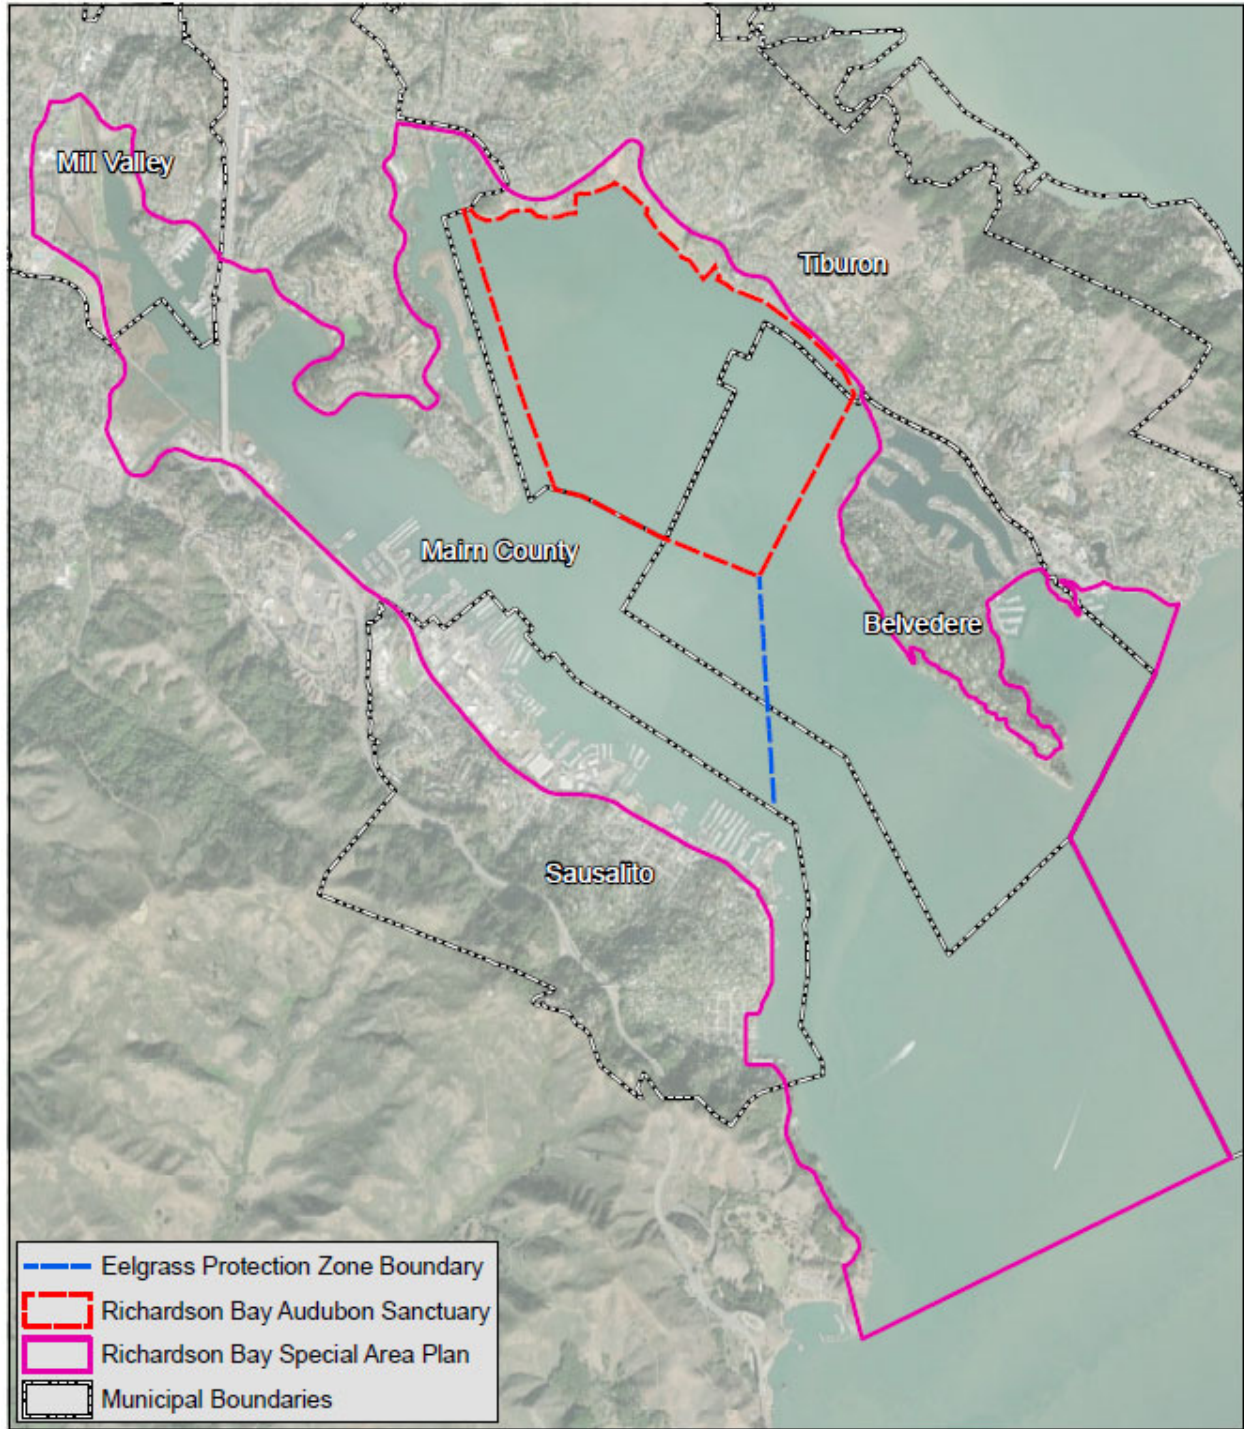 Mill Valley
Tiburon
Mairn County
Belvedere
Sausalito
Eelgrass Protection Zone Boundary
Richardson Bay Audubon Sanctuary
Richardson Bay Special Area Plan
Municipal Boundaries